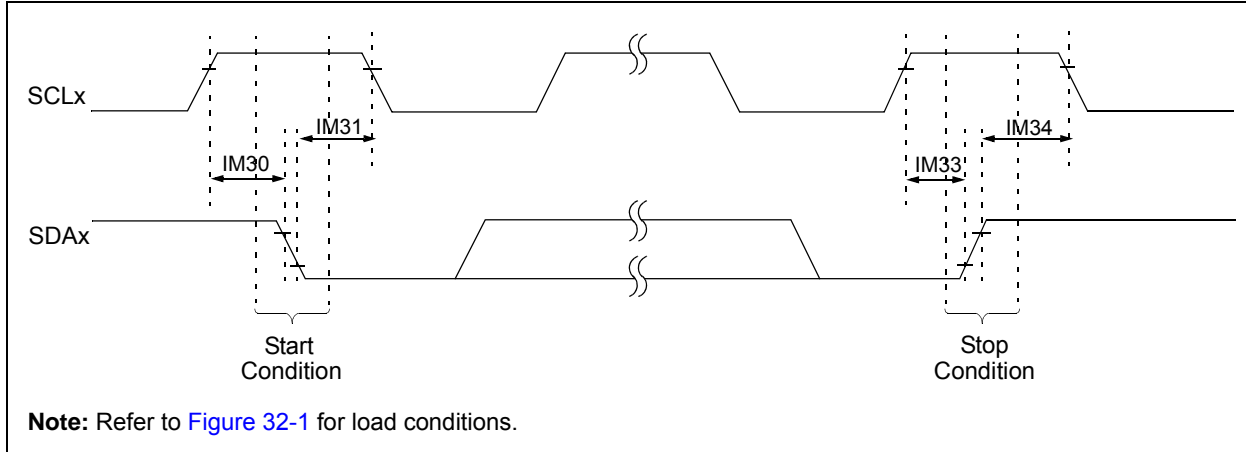 SCLx
IM31
IM34
IM30
IM33
SDAx
Start
Condition
Stop
Condition
Note: Refer to Figure 32-1 for load conditions.